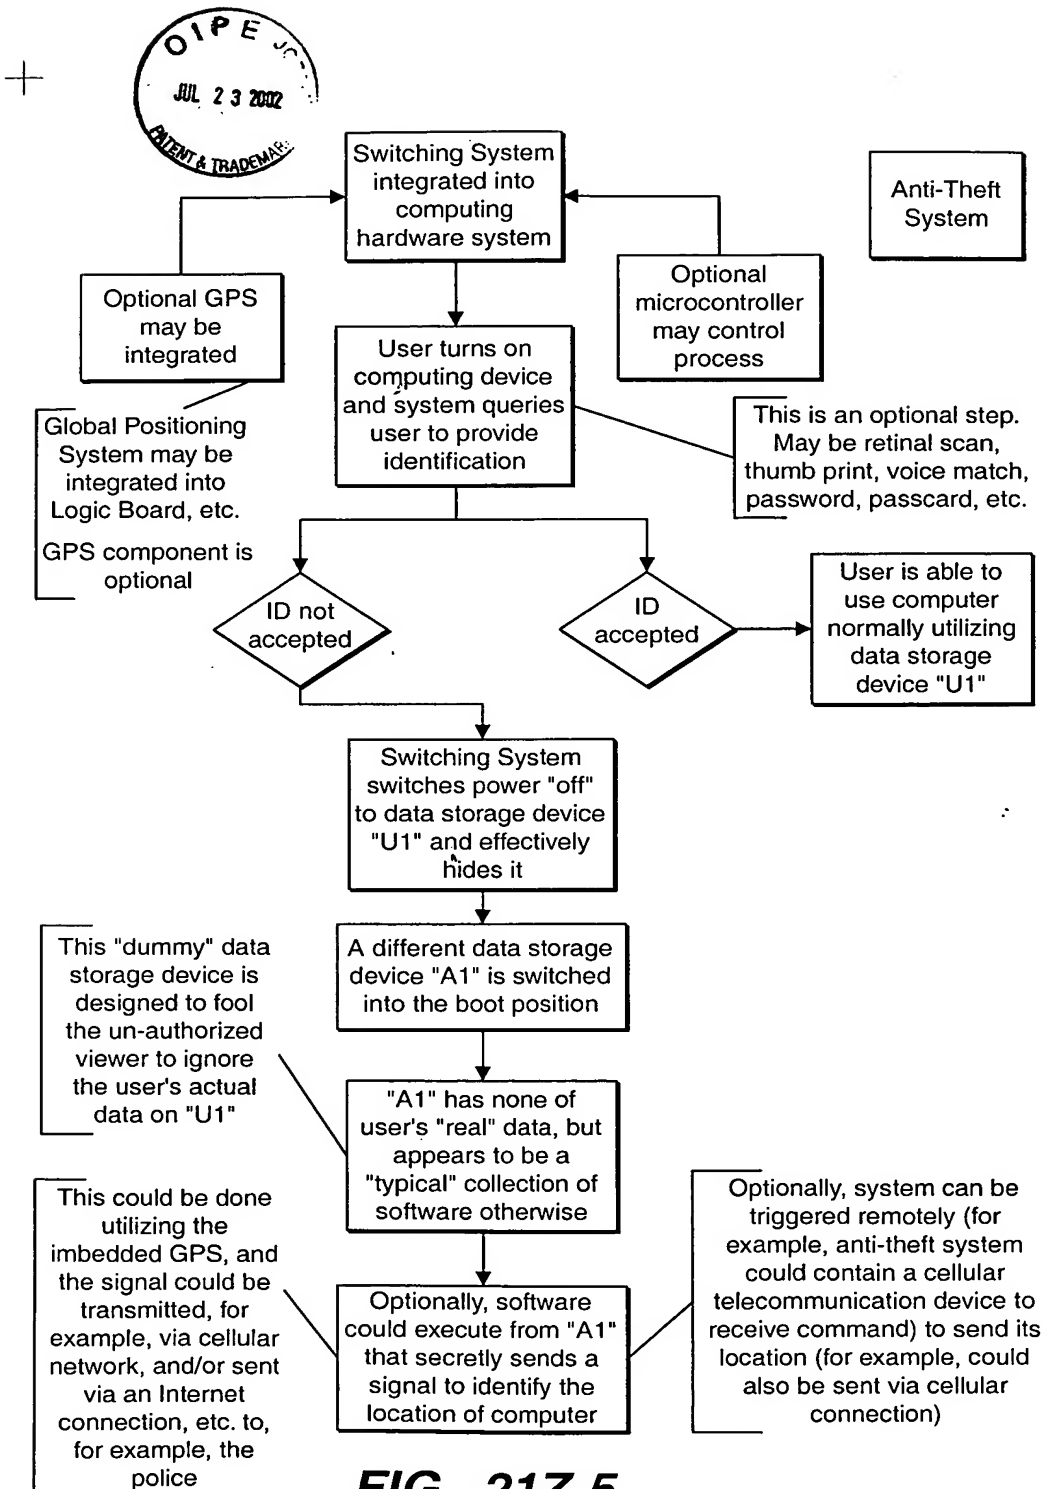 OIPE
JUL 23 2002
PATENT & TRADEMAR
Switching System
integrated into
computing
hardware system
Anti-Theft
System
Optional GPS
may be
integrated
Optional
microcontroller
may control
process
User turns on
computing device
and system queries
user to provide
identification
Global Positioning
System may be
integrated into
Logic Board, etc.
GPS component is
optional
This is an optional step.
May be retinal scan,
thumb print, voice match,
password, passcard, etc.
ID not
accepted
ID
accepted
User is able to
use computer
normally utilizing
data storage
device "U1"
Switching System
switches power "off"
to data storage device
"U1" and effectively
hides it
This "dummy" data
storage device is
designed to fool
the un-authorized
viewer to ignore
the user's actual
data on "U1"
A different data storage
device "A1" is switched
into the boot position
"A1" has none of
user's "real" data, but
appears to be a
"typical" collection of
software otherwise
This could be done
utilizing the
imbedded GPS, and
the signal could be
transmitted, for
example, via cellular
network, and/or sent
via an Internet
connection, etc. to,
for example, the
police
Optionally, software
could execute from "A1"
that secretly sends a
signal to identify the
location of computer
Optionally, system can be
triggered remotely (for
example, anti-theft system
could contain a cellular
telecommunication device to
receive command) to send its
location (for example, could
also be sent via cellular
connection)
FIG._21Z-5